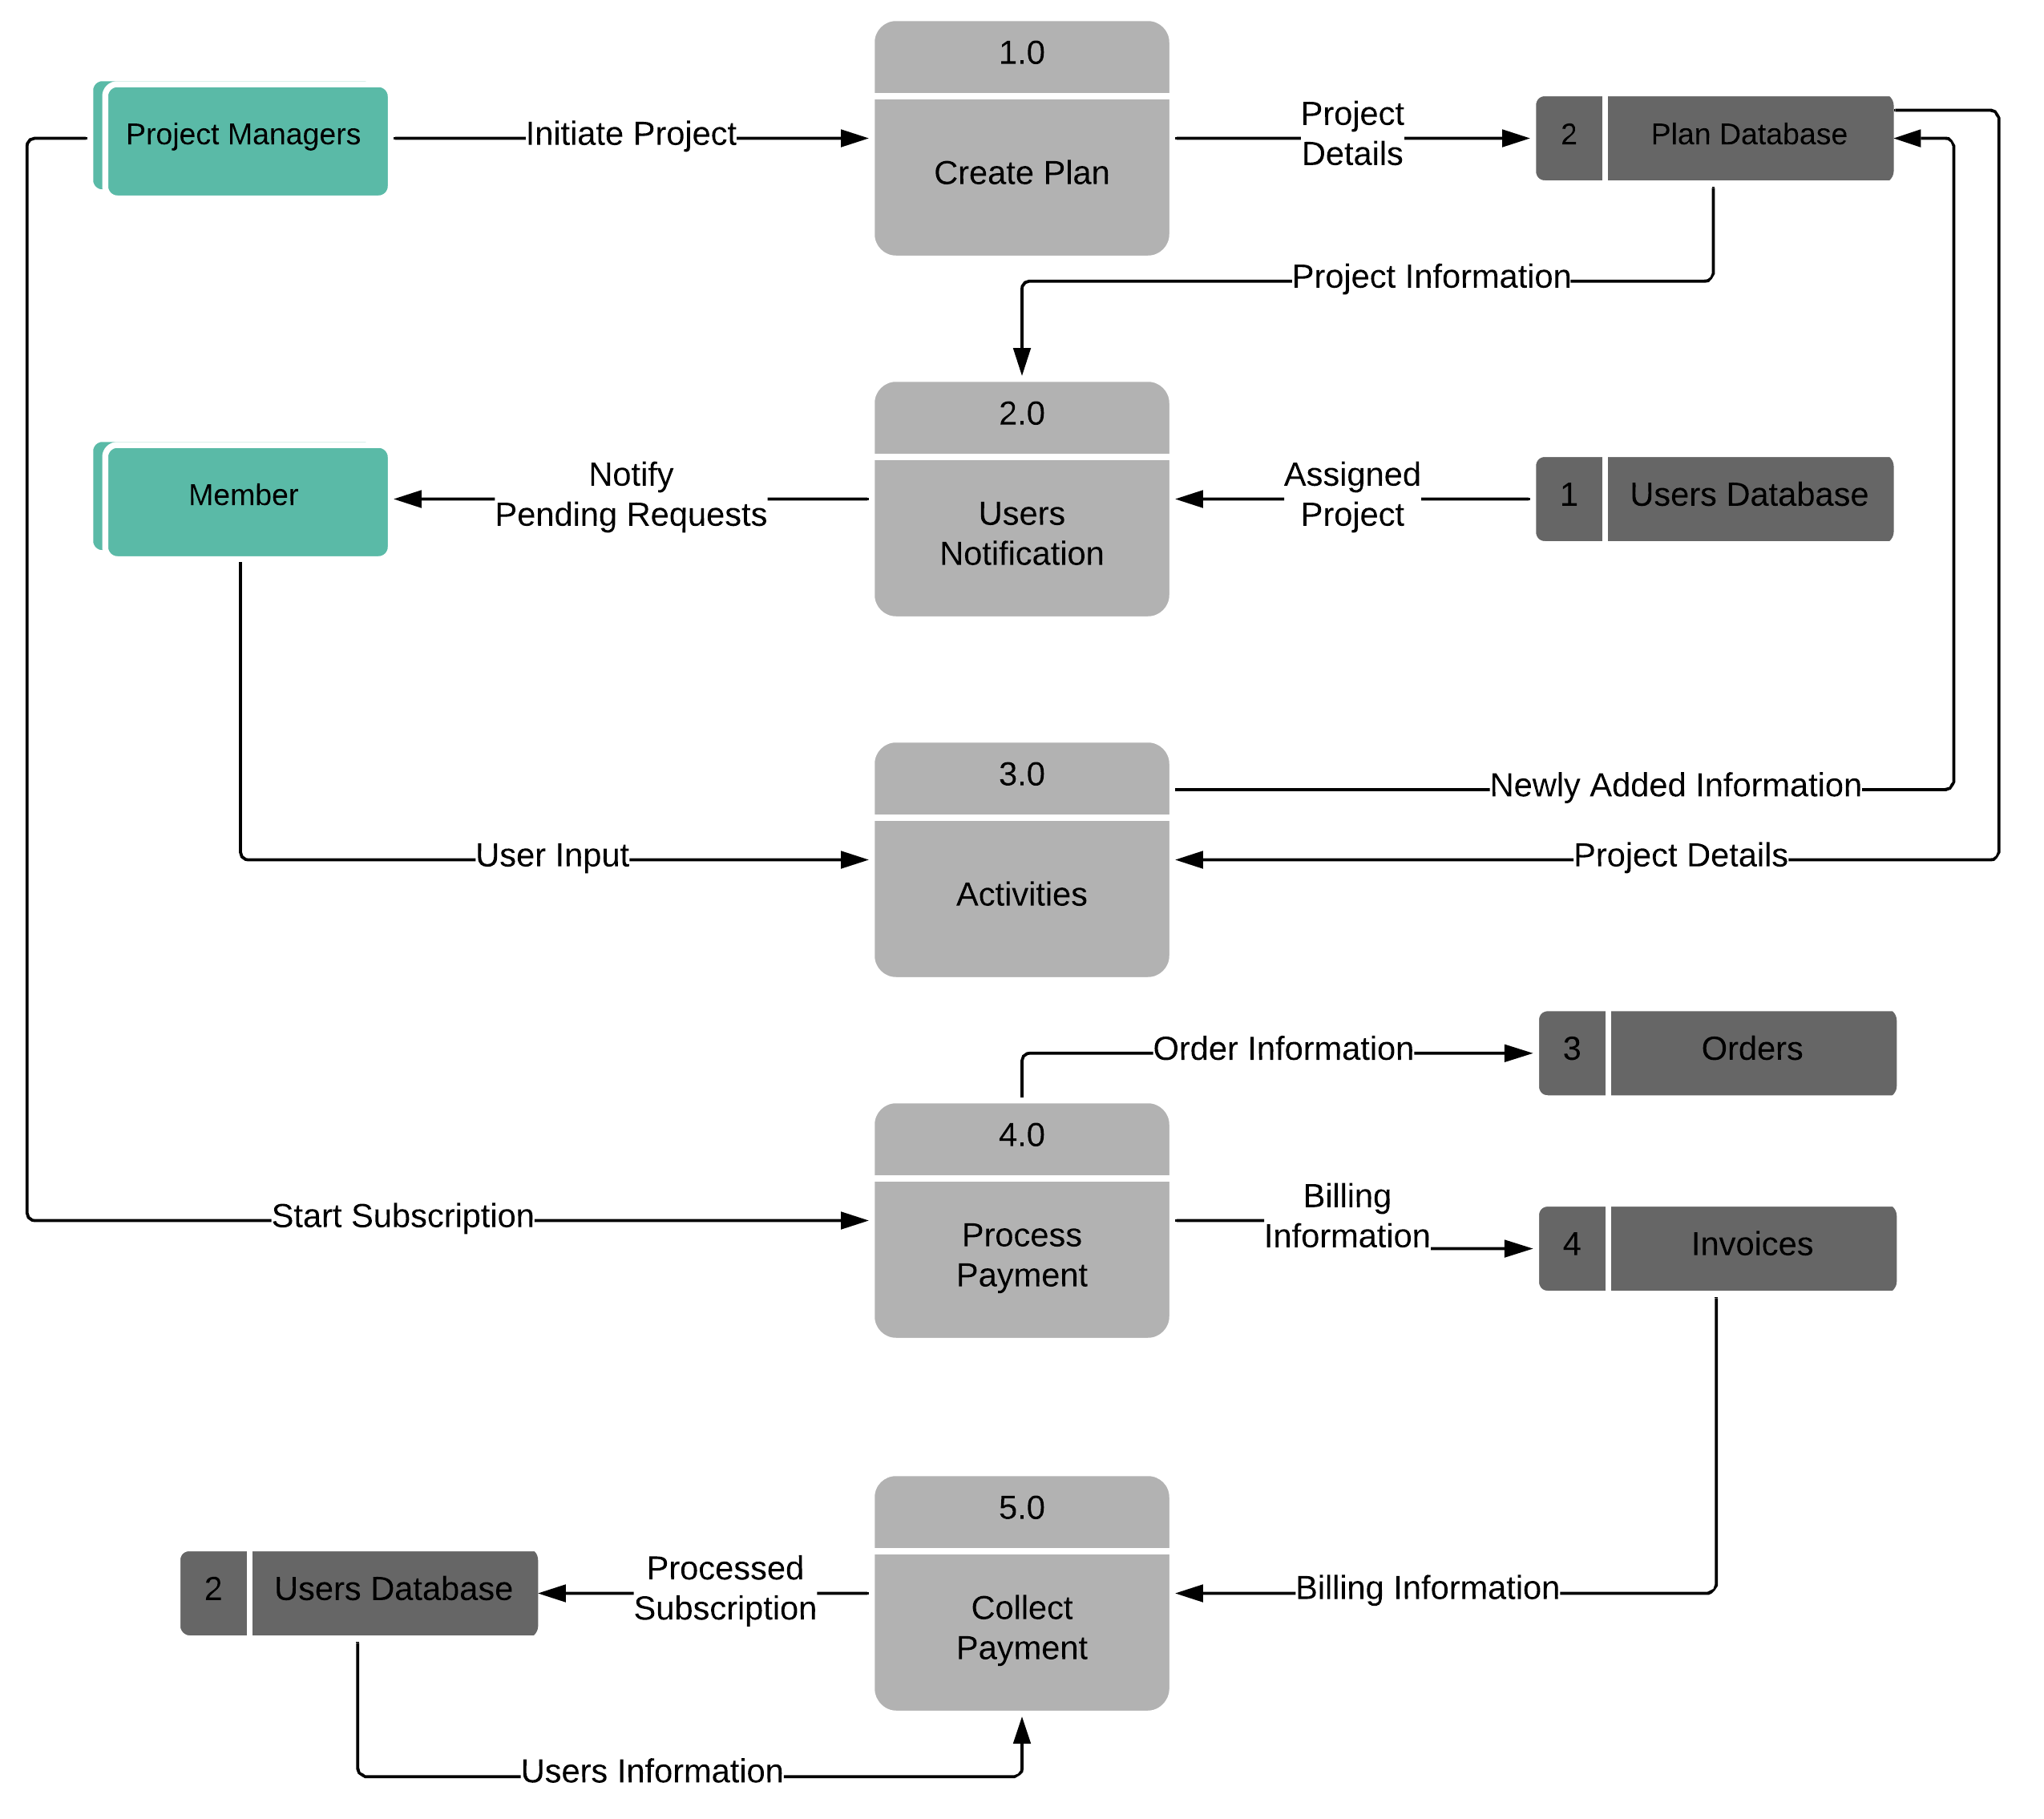 1.0
Project Managers
Initiate Project
Create Plan
Project
Details
2
Plan Database
Project Information
2.0
Member
Notify
Pending Requests
Users
Notification
Assigned
Project
1
Users Database
3.0
Newly Added Information
User Input
Activities
Project Details
Order Information
3
Orders
4.0
Start Subscription
Process
Payment
Billing
Information
4
Invoices
5.0
2
Users Database
Processed
Subscription
Collect
Payment
Billing Information
Users Information